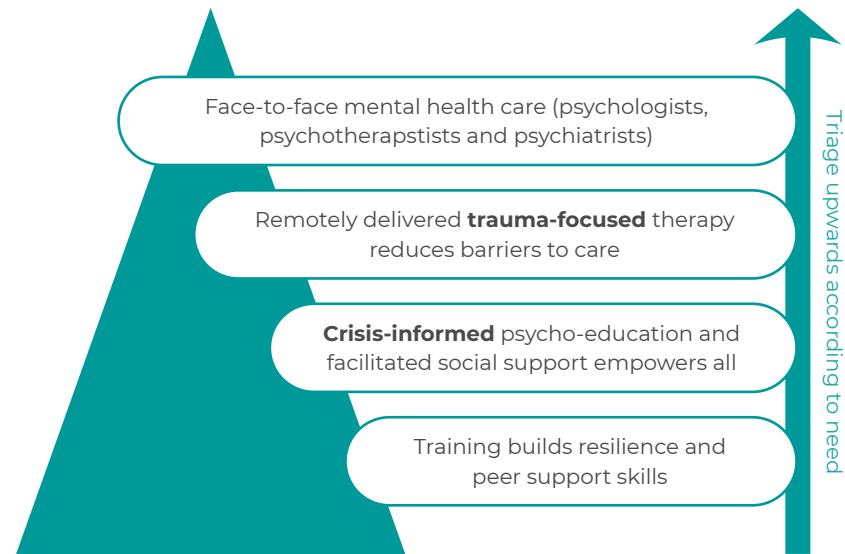 Face-to-face mental health care (psychologists,
psychotherapstists and psychiatrists)
Remotely delivered trauma-focused therapy
reduces barriers to care
Crisis-informed psycho-education and
facilitated social support empowers all
Training builds resilience and
peer support skills
Triage upwards according to need